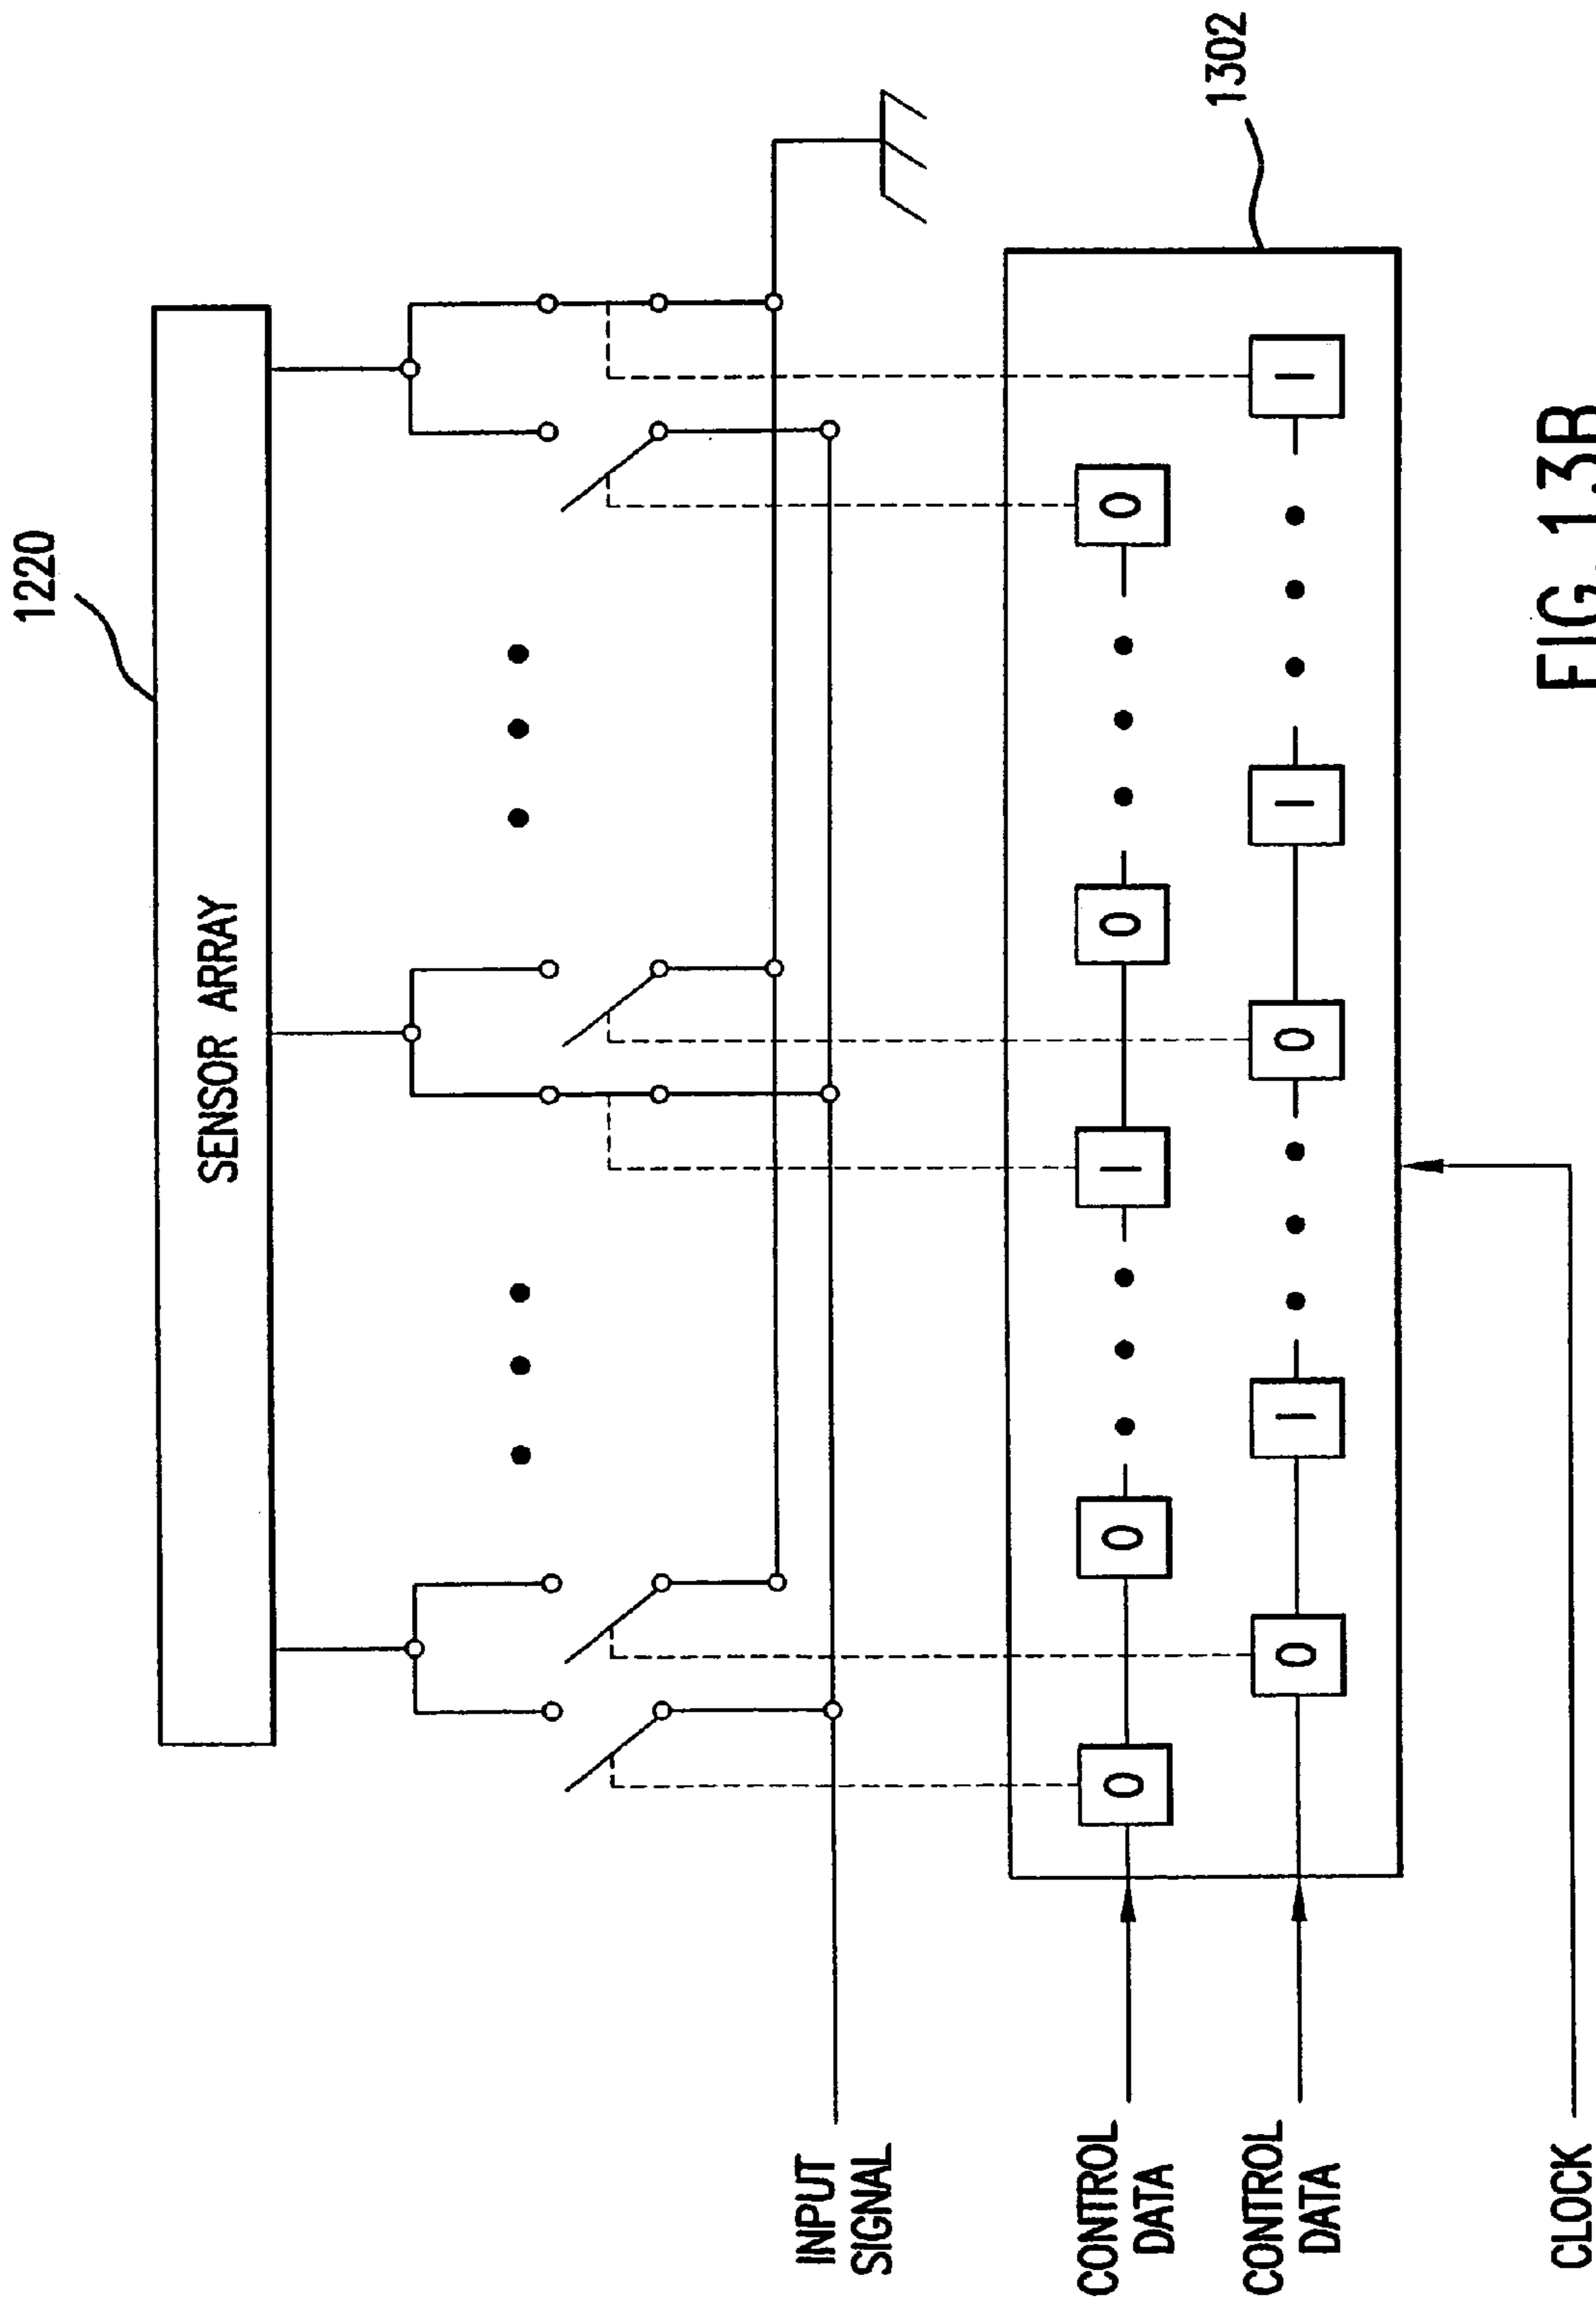 1220
SENSOR ARRAY
INPUT
SIGNAL
1302
CONTROL
DATA
0 0 1 0 0
CONTROL
DATA
0 1 0 1 1
CLOCK
FIG. 13B